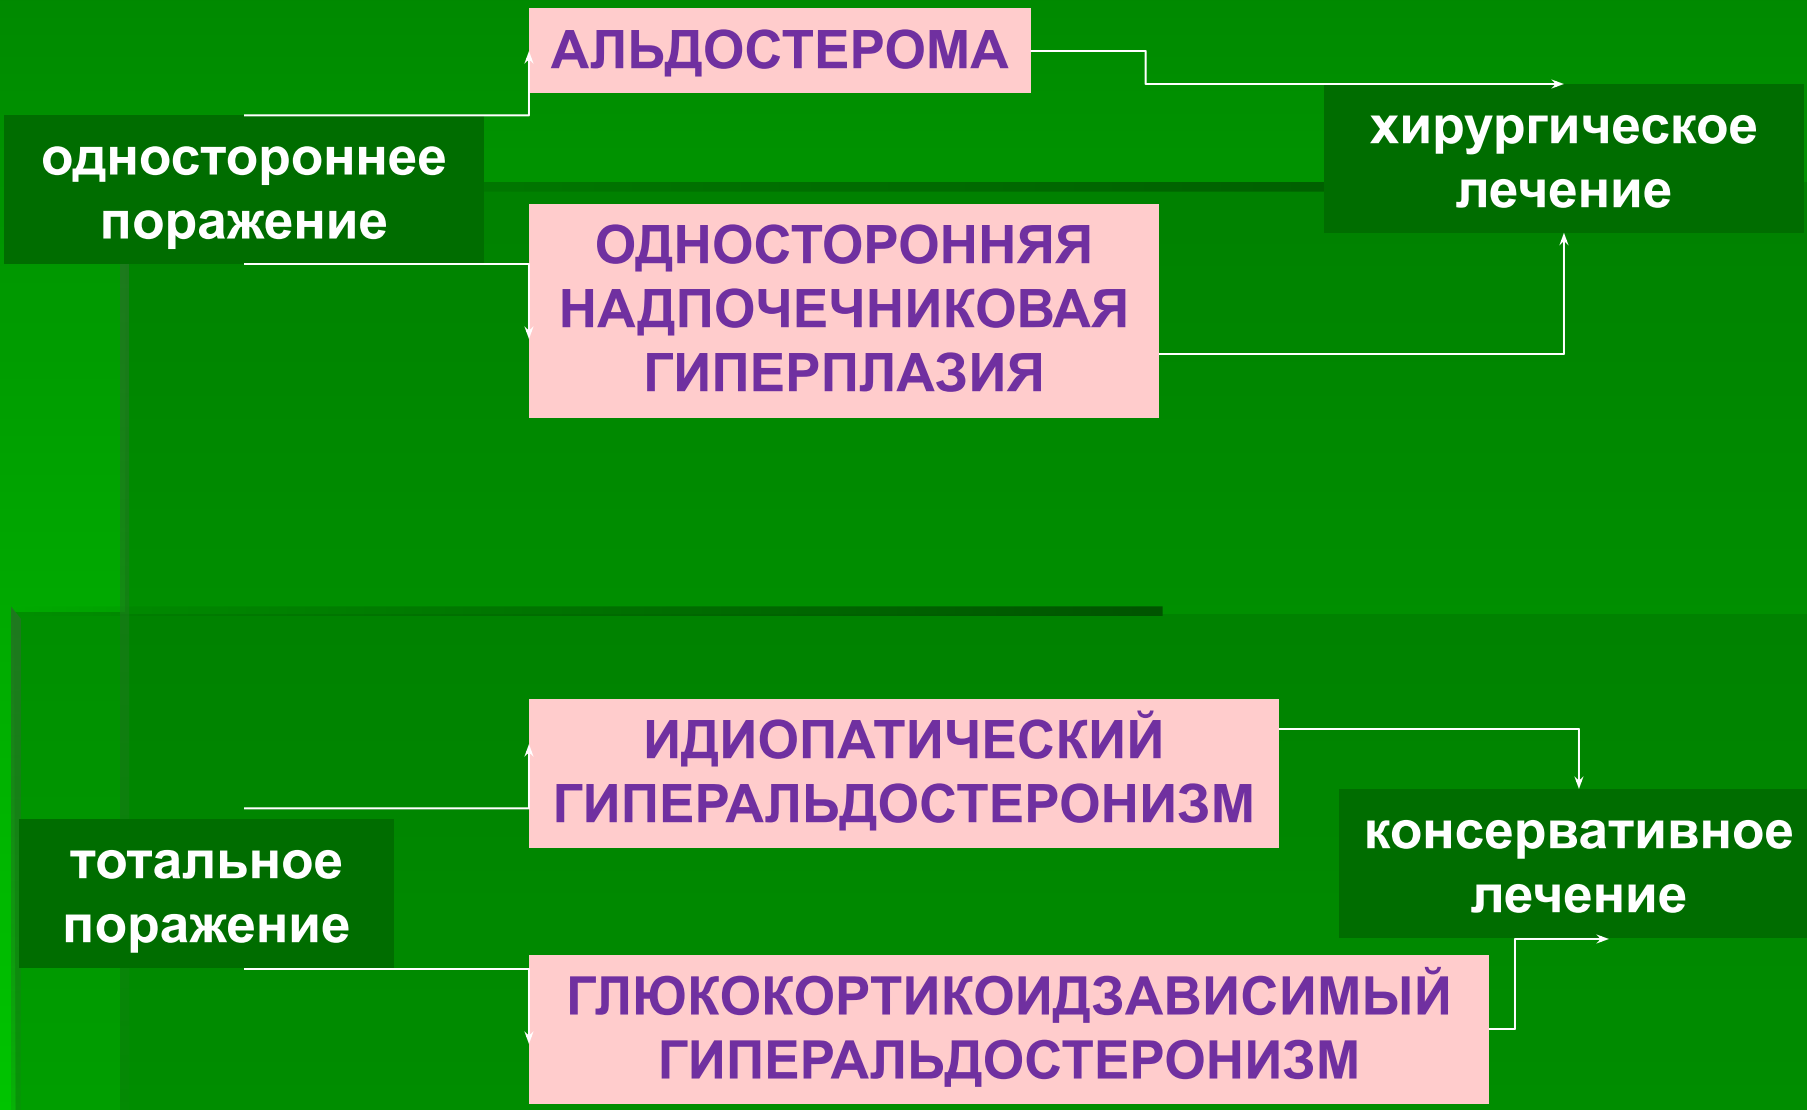 АЛЬДОСТЕРОМА
одностороннее
поражение
хирургическое
лечение
ОДНОСТОРОННЯЯ
НАДПОЧЕЧНИКОВАЯ
ГИПЕРПЛАЗИЯ
ИДИОПАТИЧЕСКИЙ
ГИПЕРАЛЬДОСТЕРОНИЗМ
тотальное
поражение
консервативное
лечение
ГЛЮКОКОРТИКОИДЗАВИСИМЫЙ
ГИПЕРАЛЬДОСТЕРОНИЗМ